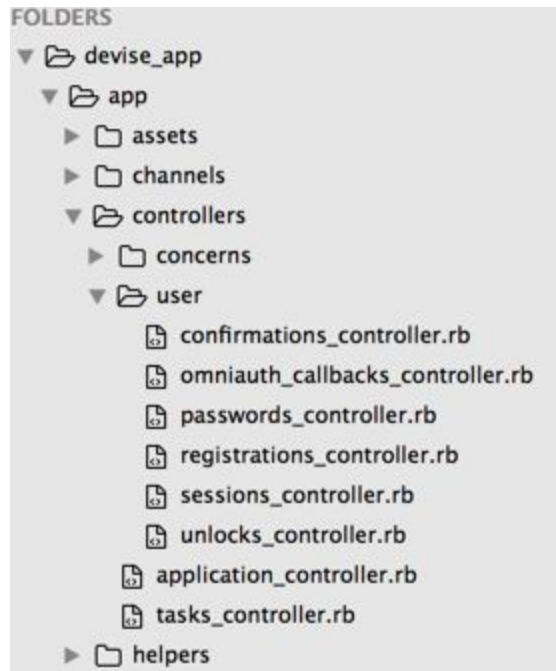 FOLDERS
devise_app
app
assets
channels
controllers
concerns
user
confirmations_controller.rb
omniauth_callbacks_controller.rb
passwords_controller.rb
registrations_controller.rb
sessions_controller.rb
unlocks_controller.rb
application_controller.rb
tasks_controller.rb
helpers